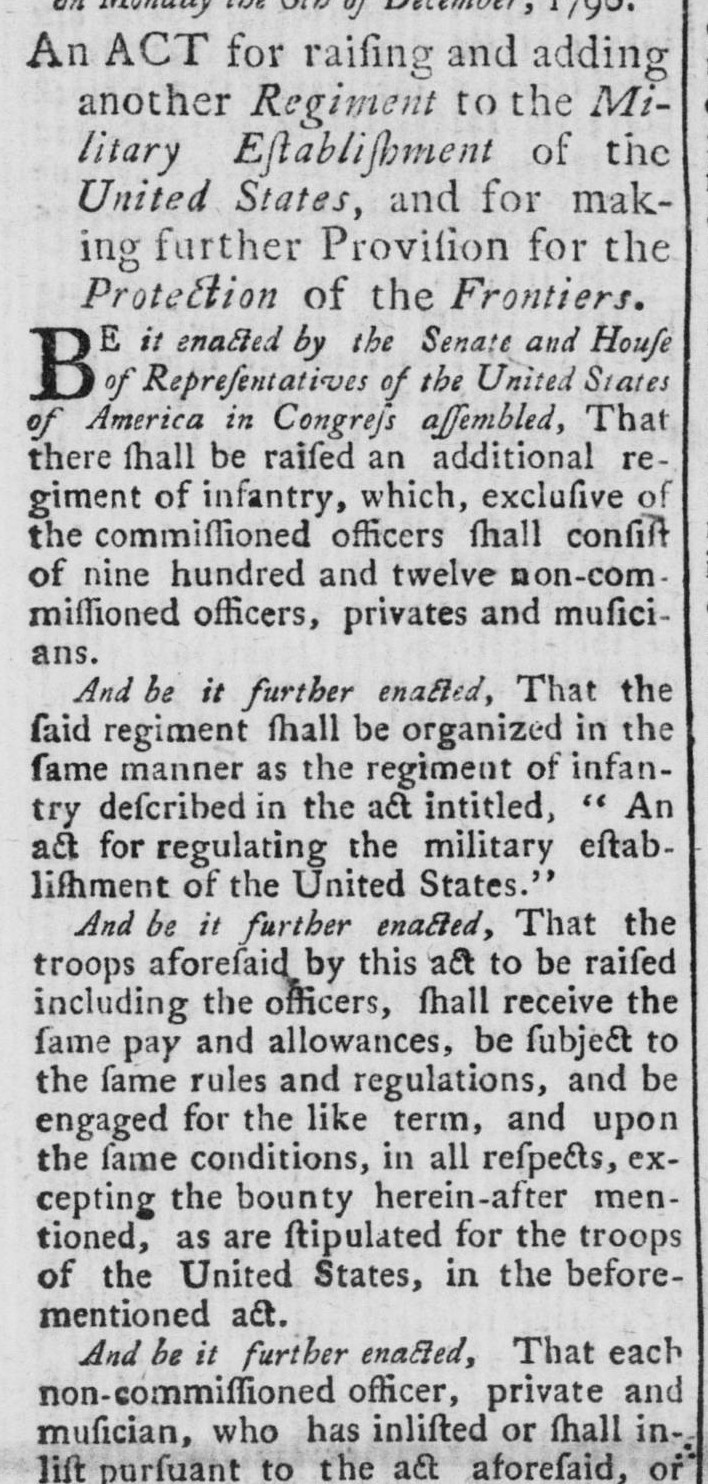 on Monday the 6th of December, 1790.
An ACT for raiſing and adding
another Regiment to the Mi-
litary Eſtabliſhment of the
United States, and for mak-
ing further Proviſion for the
Protection of the Frontiers.
BE it enacted by the Senate and Houſe
of Repreſentatives of the United States
of America in Congreſs aſſembled, That
there ſhall be raiſed an additional re-
giment of infantry, which, excluſive of
the commiſſioned officers ſhall conſiſt
of nine hundred and twelve non-com-
miſſioned officers, privates and muſici-
ans.
And be it further enacted, That the
ſaid regiment ſhall be organized in the
ſame manner as the regiment of infan-
try deſcribed in the act intitled, “ An
act for regulating the military eſtab-
liſhment of the United States.”
And be it further enacted, That the
troops aforeſaid by this act to be raiſed
including the officers, ſhall receive the
ſame pay and allowances, be ſubject to
the ſame rules and regulations, and be
engaged for the like term, and upon
the ſame conditions, in all reſpects, ex-
cepting the bounty herein-after men-
tioned, as are ſtipulated for the troops
of the United States, in the before-
mentioned act.
And be it further enacted, That each
non-commiſſioned officer, private and
muſician, who has inliſted or ſhall in-
liſt purſuant to the act aforeſaid, or